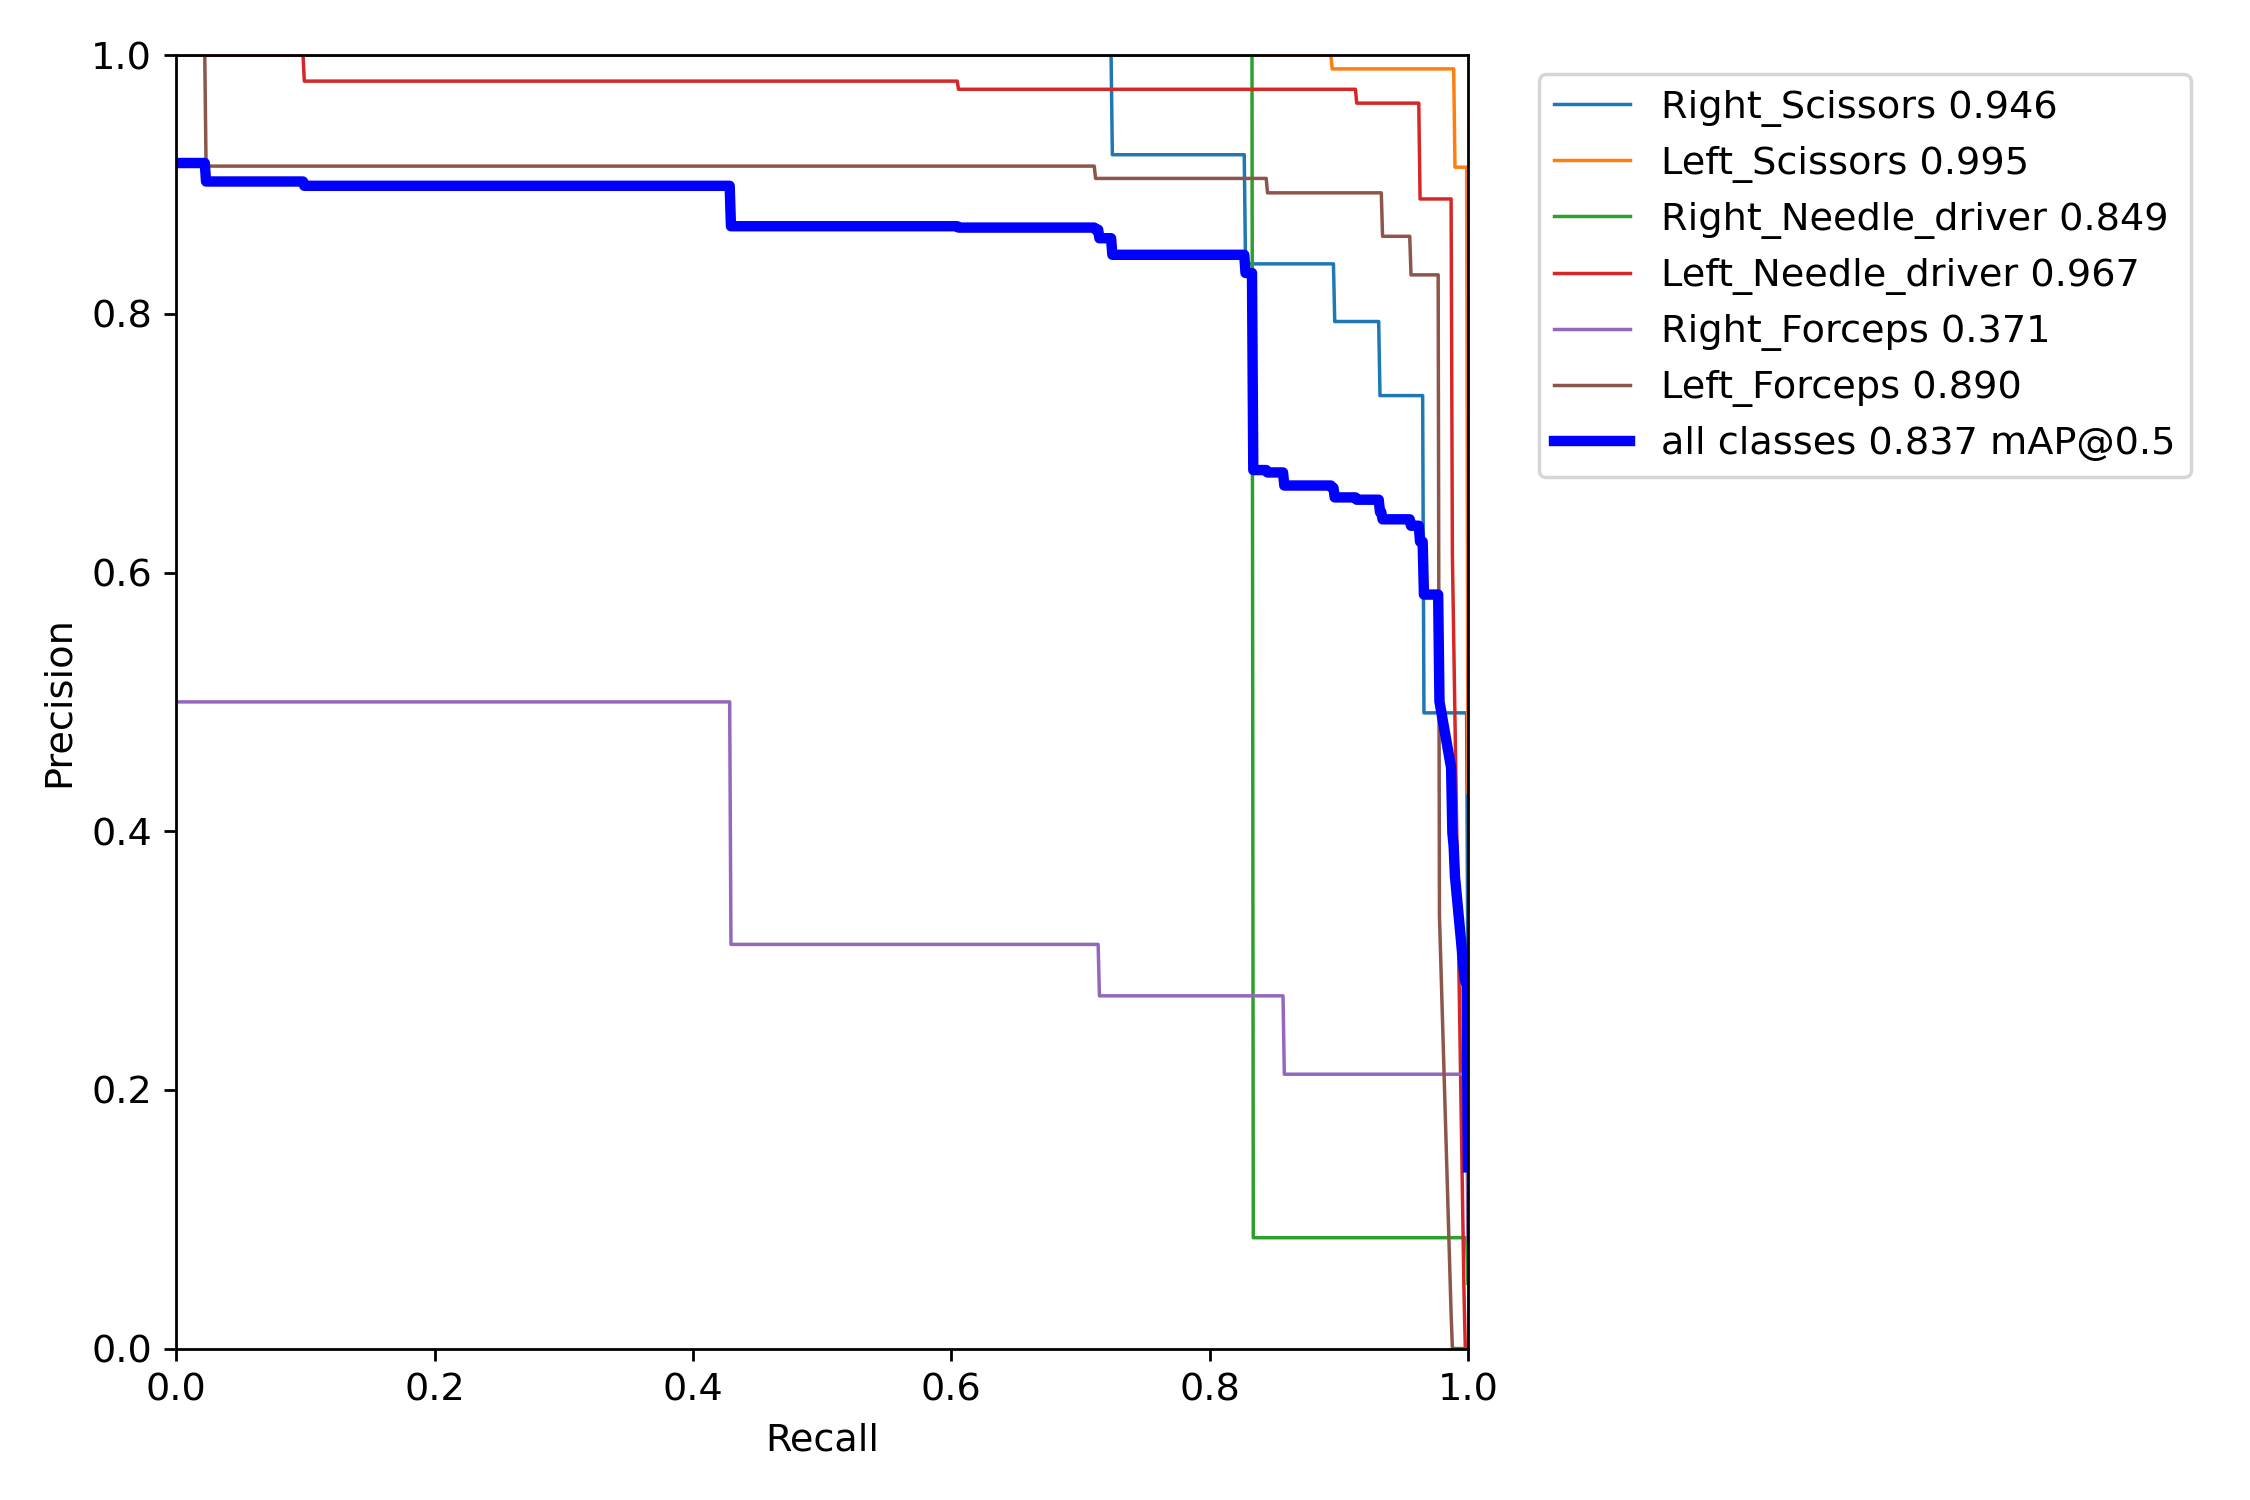 1.0
0.8
0.6
0.4
0.2
0.0
Precision
0.0 0.2 0.4 0.6 0.8 1.0
Recall
Right_Scissors 0.946
Left_Scissors 0.995
Right_Needle_driver 0.849
Left_Needle_driver 0.967
Right_Forceps 0.371
Left_Forceps 0.890
all classes 0.837 mAP@0.5